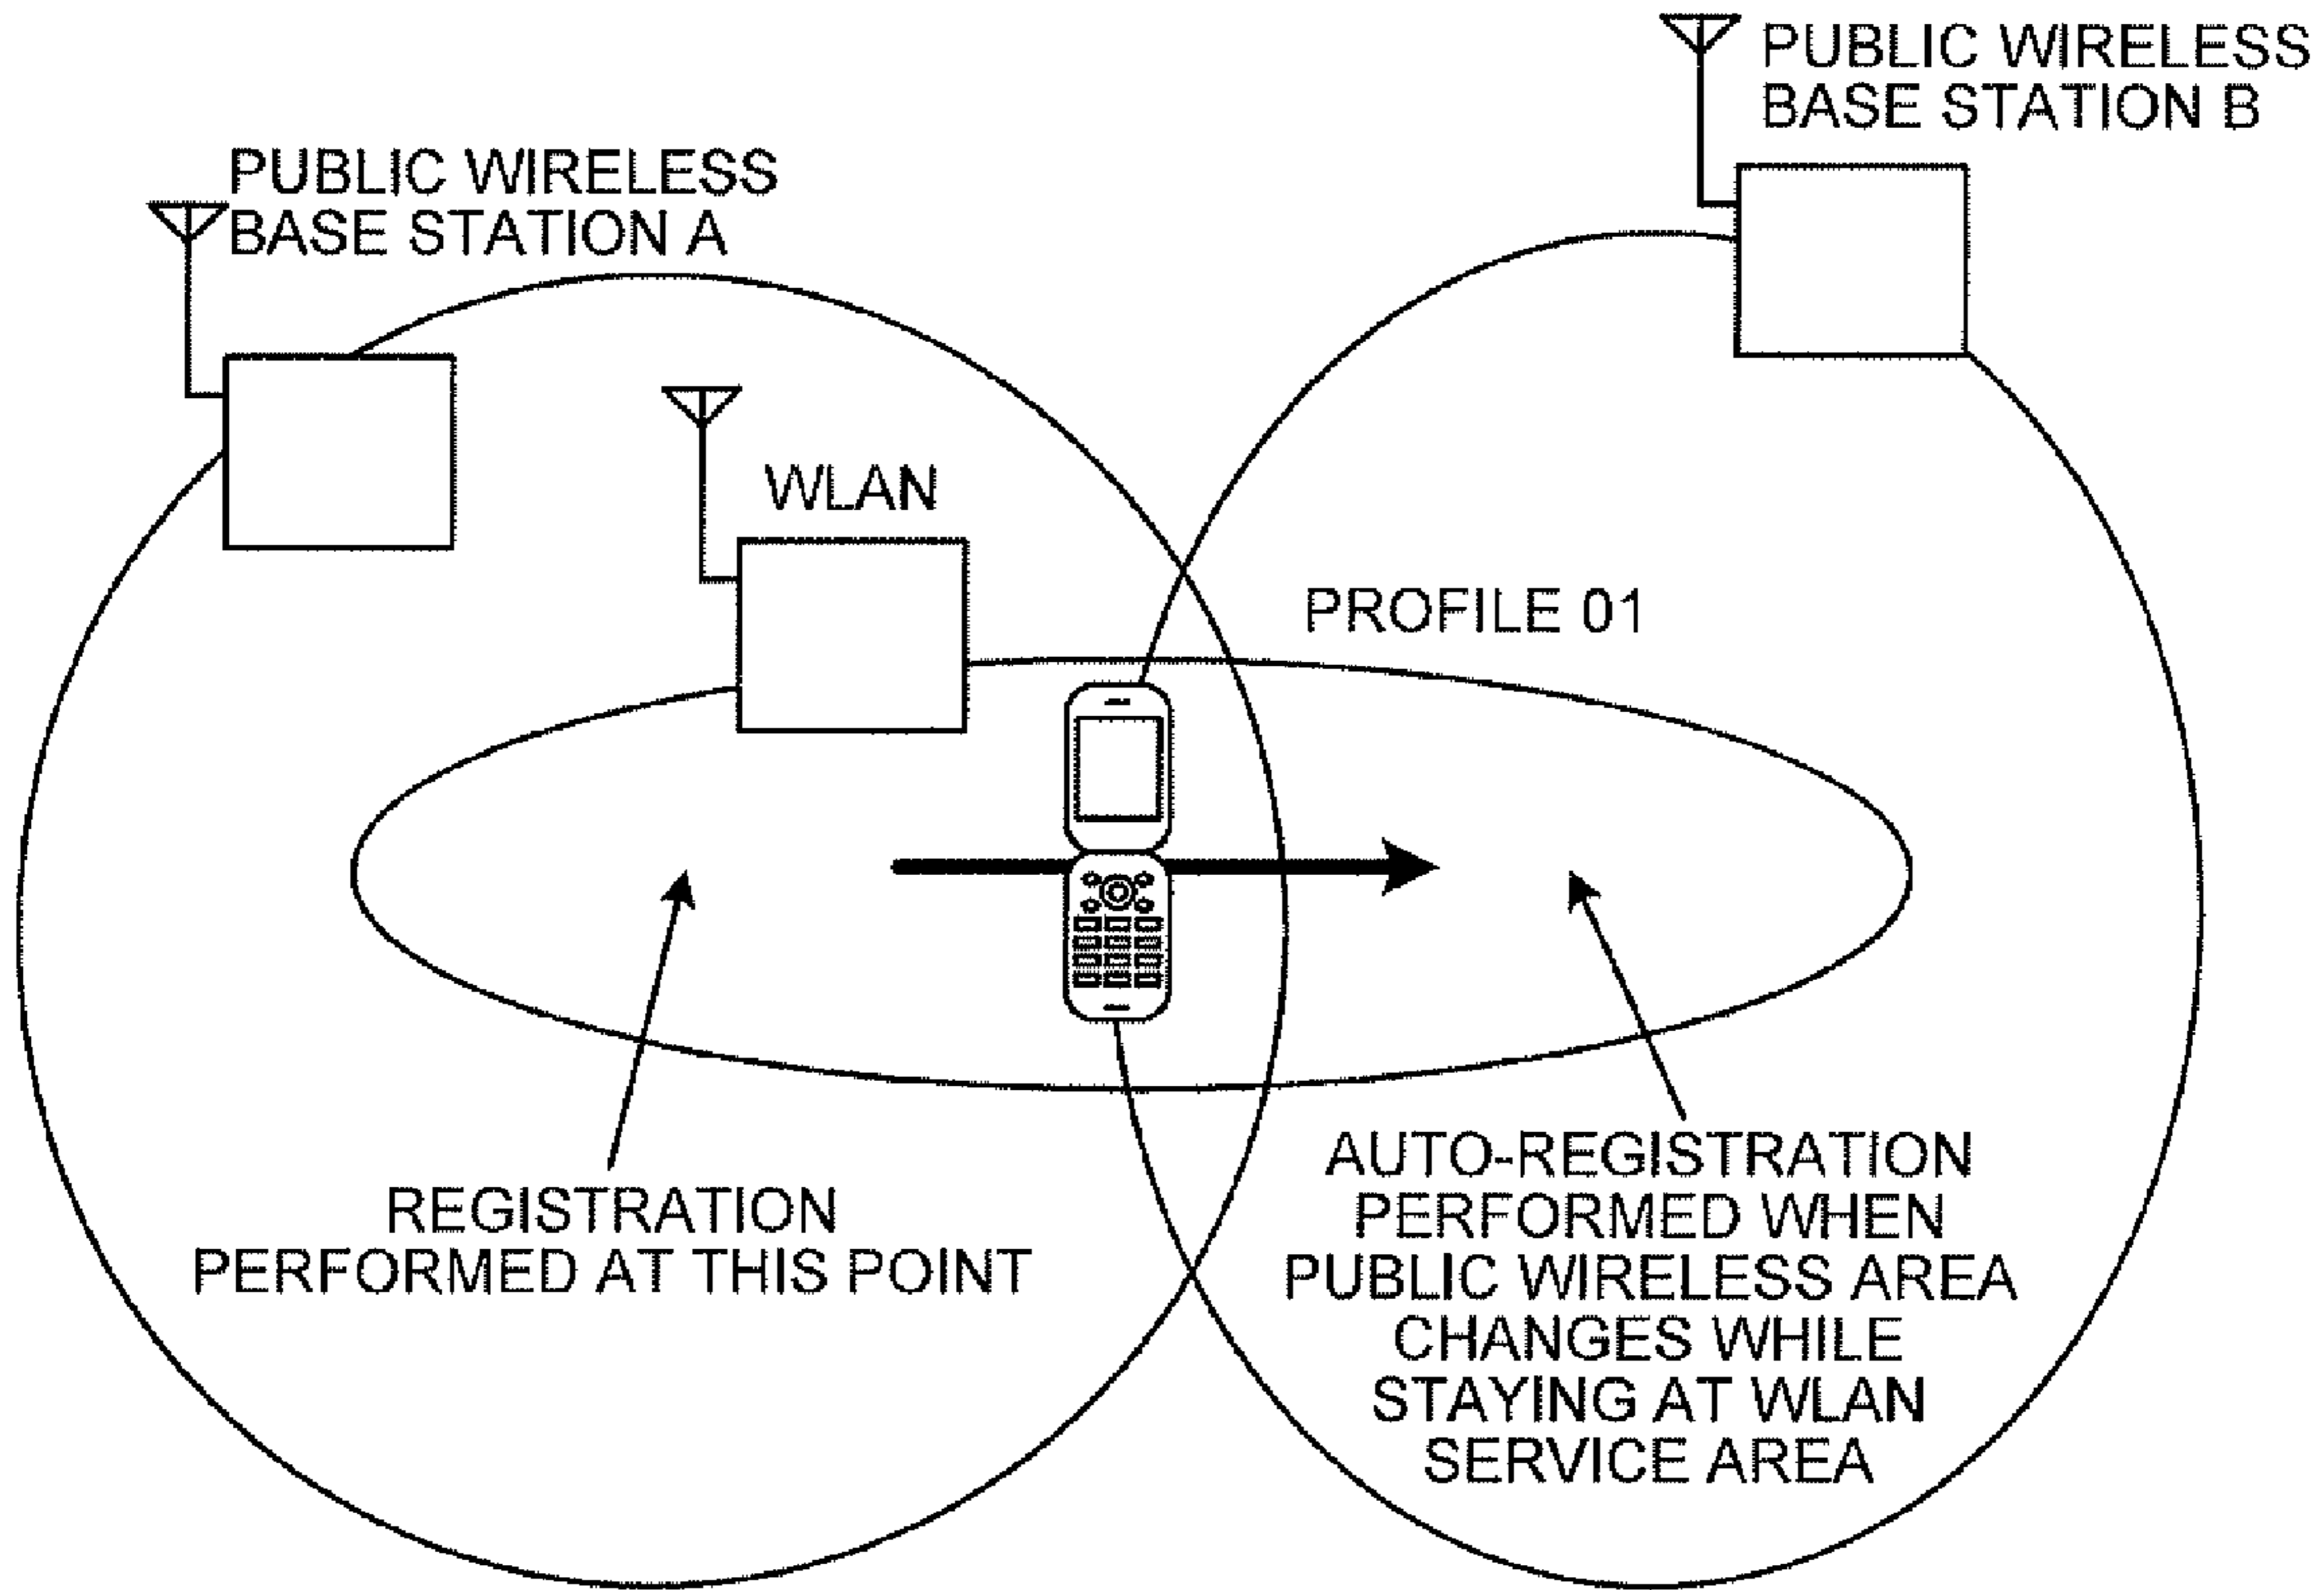 PUBLIC WIRELESS
BASE STATION B
PUBLIC WIRELESS
BASE STATION A
WLAN
PROFILE 01
REGISTRATION
PERFORMED AT THIS POINT
AUTO-REGISTRATION
PERFORMED WHEN
PUBLIC WIRELESS AREA
CHANGES WHILE
STAYING AT WLAN
SERVICE AREA